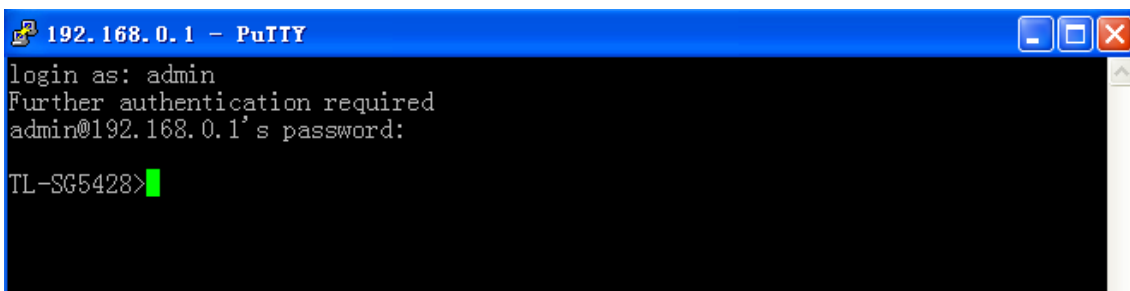 192.168.0.1 - PuTTY
login as: admin
Further authentication required
admin@192.168.0.1's password:
TL-SG5428>